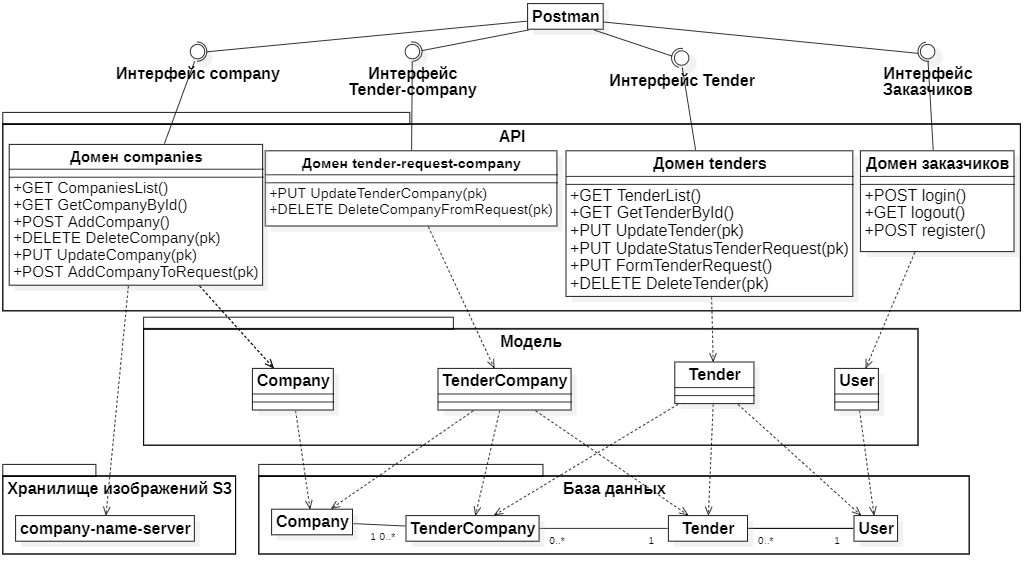 Postman
Интерфейс company
Интерфейс
Tender-company
Интерфейс Tender
Интерфейс
Заказчиков
API
Домен companies
+GET CompaniesList()
+GET GetCompanyById()
+POST AddCompany()
+DELETE DeleteCompany(pk)
+PUT UpdateCompany(pk)
+POST AddCompanyToRequest(pk)
Домен tender-request-company
+PUT UpdateTenderCompany(pk)
+DELETE DeleteCompanyFromRequest(pk)
Домен tenders
+GET TenderList()
+GET GetTenderById()
+PUT UpdateTender(pk)
+PUT UpdateStatusTenderRequest(pk)
+PUT FormTenderRequest()
+DELETE DeleteTender(pk)
Домен заказчиков
+POST login()
+GET logout()
+POST register()
Модель
Company
TenderCompany
Tender
User
Хранилище изображений S3
company-name-server
База данных
Company
1 0..*
TenderCompany
0..*
1
Tender
0..*
1
User